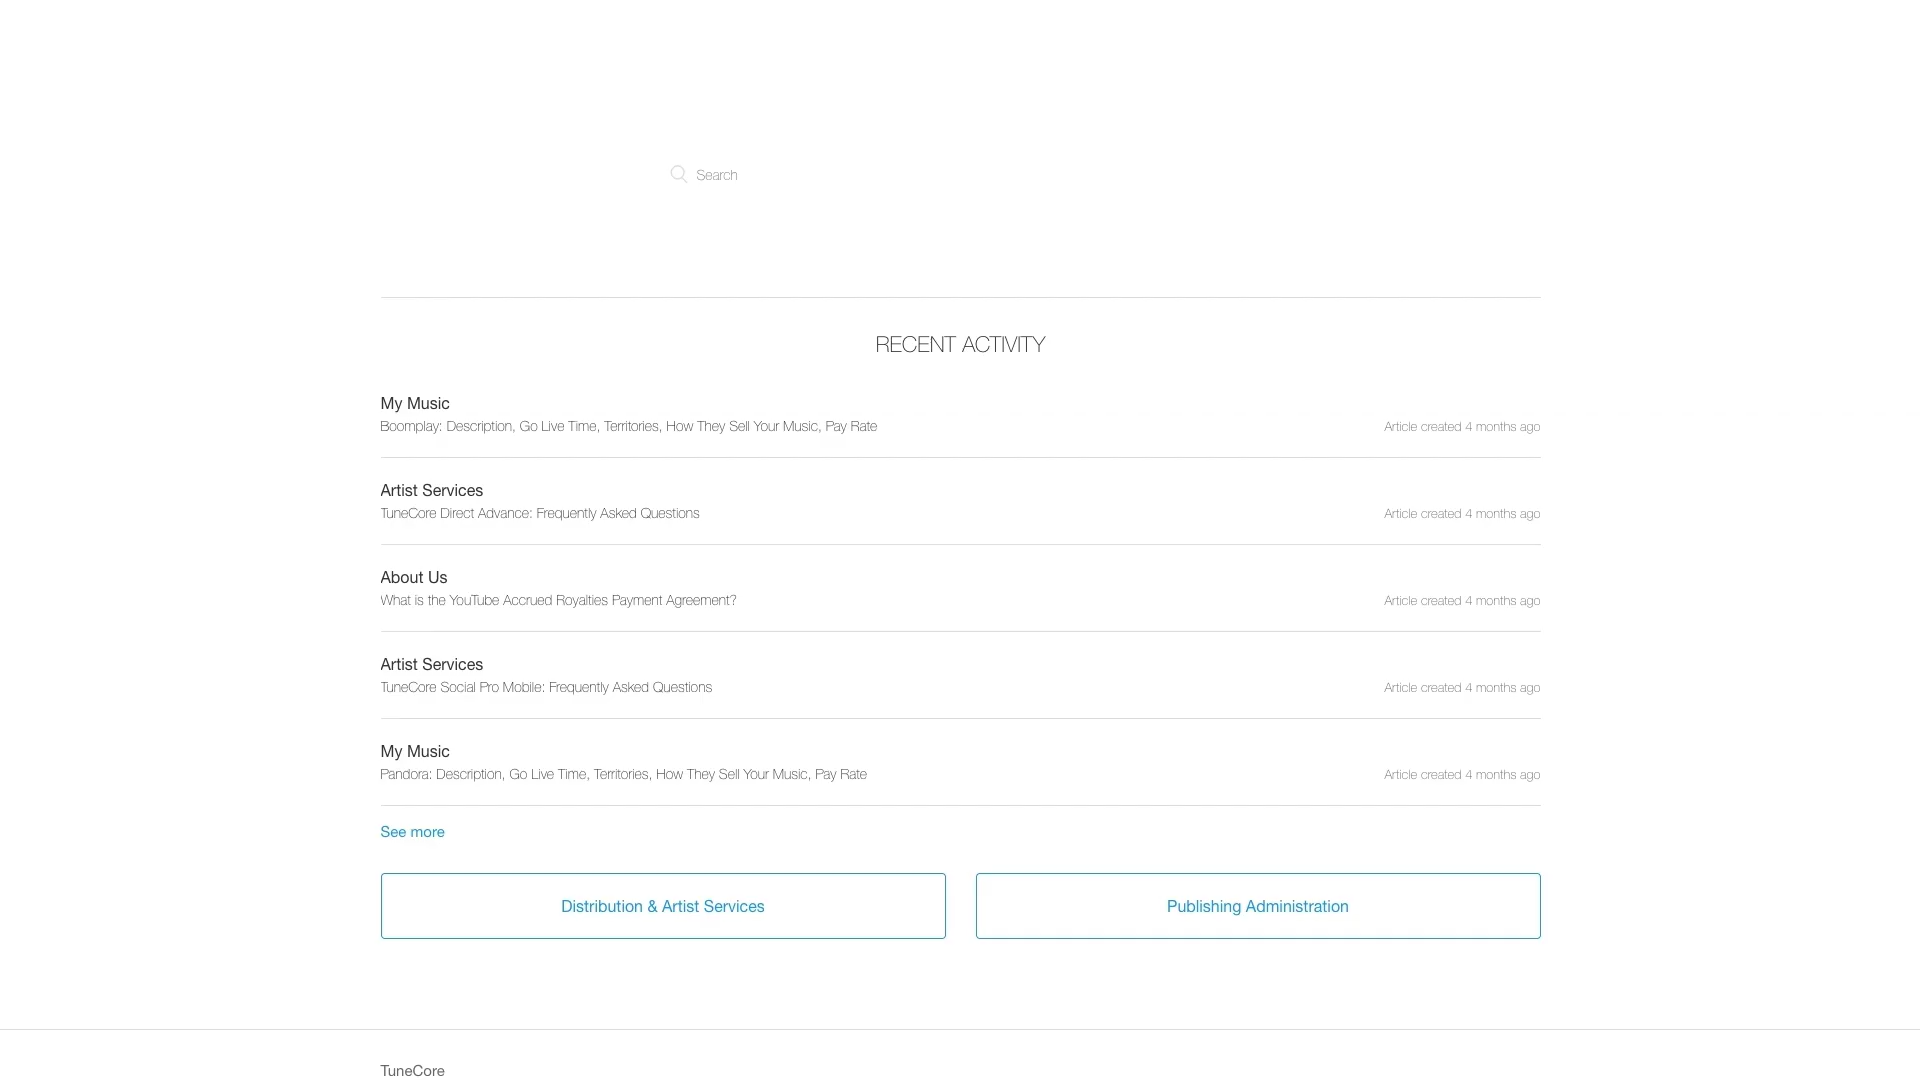 Search
RECENT ACTIVITY
My Music
Boomplay: Description, Go Live Time, Territories, How They Sell Your Music, Pay Rate
Article created 4 months ago
Artist Services
TuneCore Direct Advance: Frequently Asked Questions
Article created 4 months ago
About Us
What is the YouTube Accrued Royalties Payment Agreement?
Article created 4 months ago
Artist Services
TuneCore Social Pro Mobile: Frequently Asked Questions
Article created 4 months ago
My Music
Pandora: Description, Go Live Time, Territories, How They Sell Your Music, Pay Rate
Article created 4 months ago
See more
Distribution & Artist Services
Publishing Administration
TuneCore